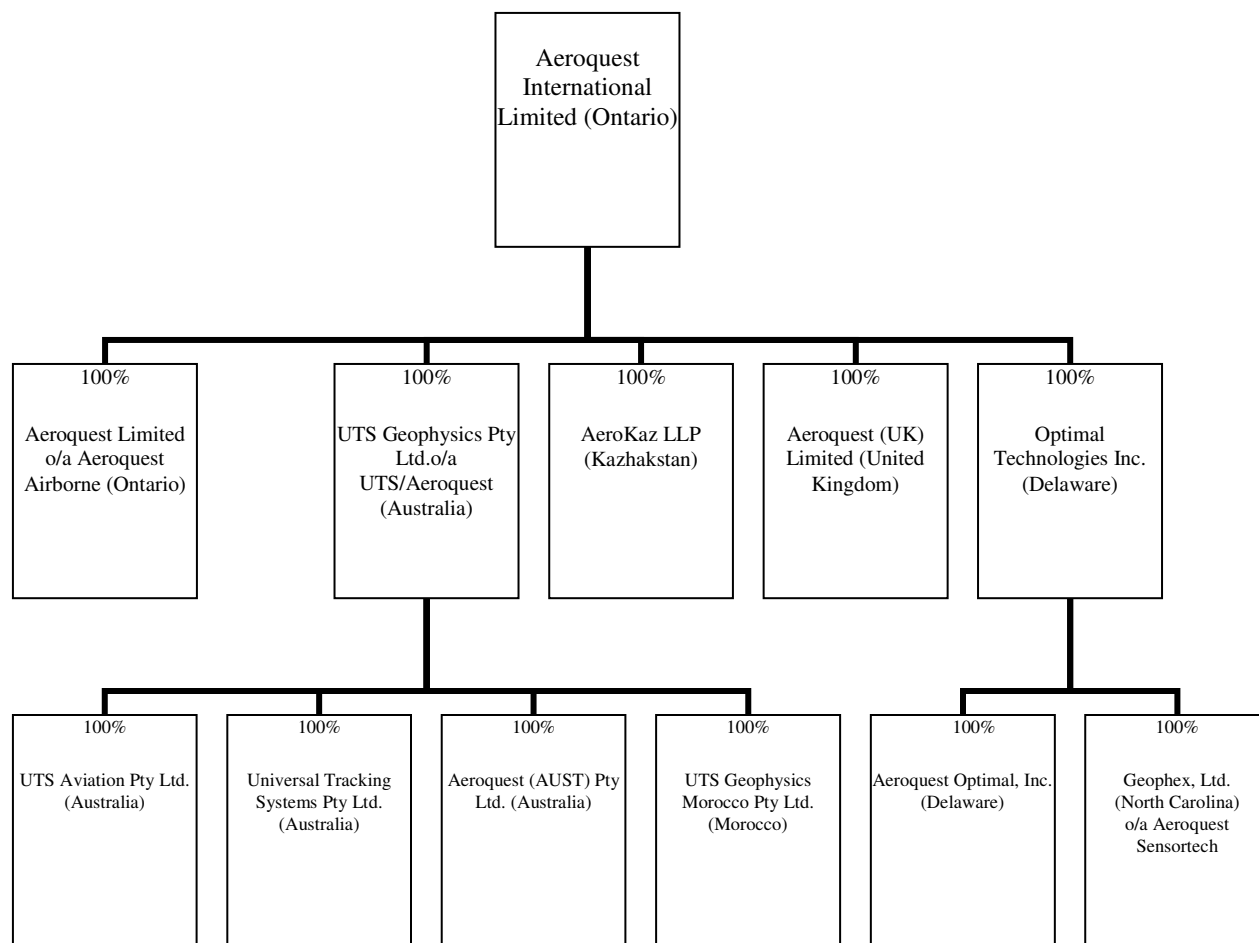 Aeroquest
International
Limited (Ontario)
100%
Aeroquest Limited
o/a Aeroquest
Airborne (Ontario)
100%
UTS Geophysics Pty
Ltd.o/a
UTS/Aeroquest
(Australia)
100%
AeroKaz LLP
(Kazhakstan)
100%
Aeroquest (UK)
Limited (United
Kingdom)
100%
Optimal
Technologies Inc.
(Delaware)
100%
UTS Aviation Pty Ltd.
(Australia)
100%
Universal Tracking
Systems Pty Ltd.
(Australia)
100%
Aeroquest (AUST) Pty
Ltd. (Australia)
100%
UTS Geophysics
Morocco Pty Ltd.
(Morocco)
100%
Aeroquest Optimal, Inc.
(Delaware)
100%
Geophex, Ltd.
(North Carolina)
o/a Aeroquest
Sensortech